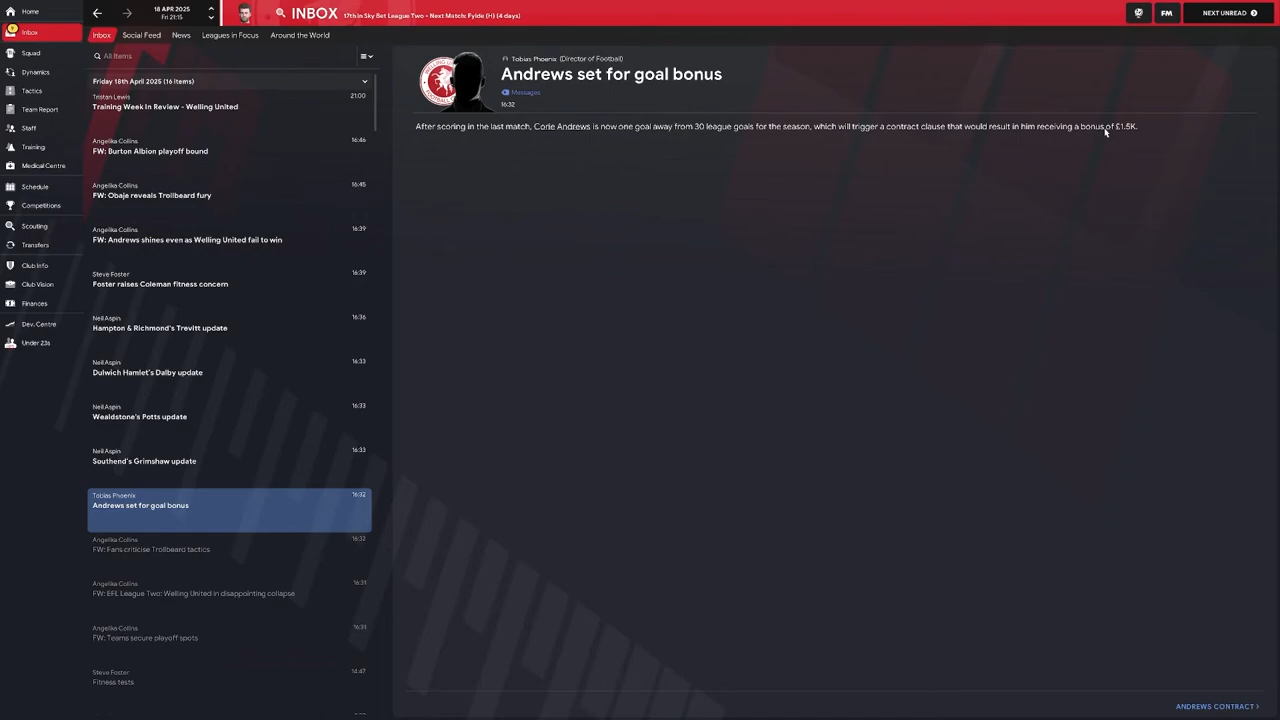 Home
Inbox
Squad
Dynamics
Tactics
Team Report
Staff
Training
Medical Centre
Schedule
Competitions
Scouting
Transfers
Club Info
Club Vision
Finances
Dev. Centre
Under 23s
18 APR 2025
Fri 21:15
INBOX
17th in Sky Bet League Two • Next Match: Fylde (H) (4 days)
FM
NEXT UNREAD
Inbox
Social Feed
News
Leagues in Focus
Around the World
All Items
Friday 18th April 2025 (16 items)
Tristan Lewis
21:00
Training Week In Review - Welling United
Angelika Collins
16:46
FW: Burton Albion playoff bound
Angelika Collins
16:45
FW: Obaje reveals Trollbeard fury
Angelika Collins
16:39
FW: Andrews shines even as Welling United fail to win
Steve Foster
16:39
Foster raises Coleman fitness concern
Neil Aspin
16:36
Hampton & Richmond's Trevitt update
Neil Aspin
16:33
Dulwich Hamlet's Dalby update
Neil Aspin
16:33
Wealdstone's Potts update
Neil Aspin
16:33
Southend's Grimshaw update
Tobias Phoenix
16:32
Andrews set for goal bonus
Angelika Collins
16:32
FW: Fans criticise Trollbeard tactics
Angelika Collins
16:31
FW: EFL League Two: Welling United in disappointing collapse
Angelika Collins
16:31
FW: Teams secure playoff spots
Steve Foster
14:47
Fitness tests
Tobias Phoenix (Director of Football)
Andrews set for goal bonus
Messages
16:32
After scoring in the last match, Corie Andrews is now one goal away from 30 league goals for the season, which will trigger a contract clause that would result in him receiving a bonus of £1.5K.
ANDREWS CONTRACT >